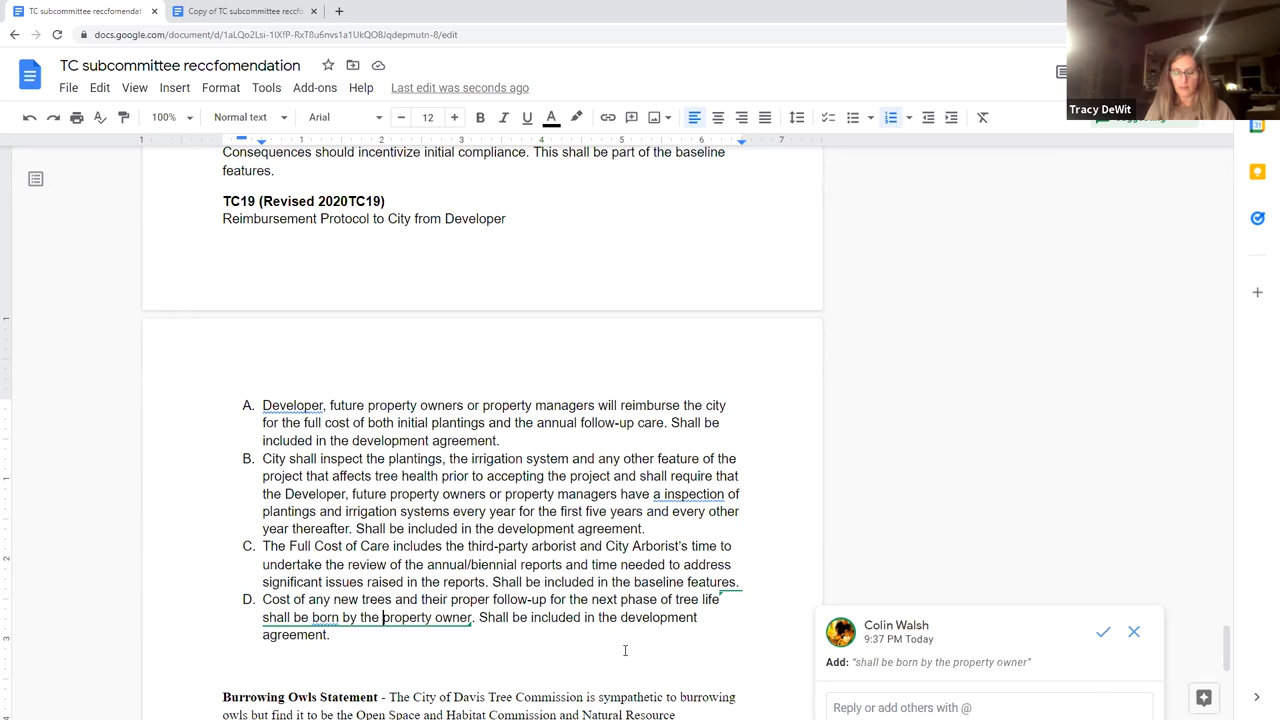 TC subcommittee reccfomendat
Copy of TC subcommittee reccfo
docs.google.com/document/d/1aLQo2Lsi-1lXfP-RxT8u6nvs1a1UkQO8Jqdepmutn-8/edit
TC subcommittee reccfomendation
File Edit View Insert Format Tools Add-ons Help Last edit was seconds ago
100% Normal text Arial 12
Tracy DeWit
1 1 2 3 4 5 6 7
Consequences should incentivize initial compliance. This shall be part of the baseline
features.
TC19 (Revised 2020TC19)
Reimbursement Protocol to City from Developer
A. Developer, future property owners or property managers will reimburse the city
for the full cost of both initial plantings and the annual follow-up care. Shall be
included in the development agreement.
B. City shall inspect the plantings, the irrigation system and any other feature of the
project that affects tree health prior to accepting the project and shall require that
the Developer, future property owners or property managers have a inspection of
plantings and irrigation systems every year for the first five years and every other
year thereafter. Shall be included in the development agreement.
C. The Full Cost of Care includes the third-party arborist and City Arborist's time to
undertake the review of the annual/biennial reports and time needed to address
significant issues raised in the reports. Shall be included in the baseline features.
D. Cost of any new trees and their proper follow-up for the next phase of tree life
shall be born by the property owner. Shall be included in the development
agreement.
Burrowing Owls Statement - The City of Davis Tree Commission is sympathetic to burrowing
owls but find it to be the Open Space and Habitat Commission and Natural Resource
Colin Walsh
9:37 PM Today
Add: "shall be born by the property owner"
Reply or add others with @